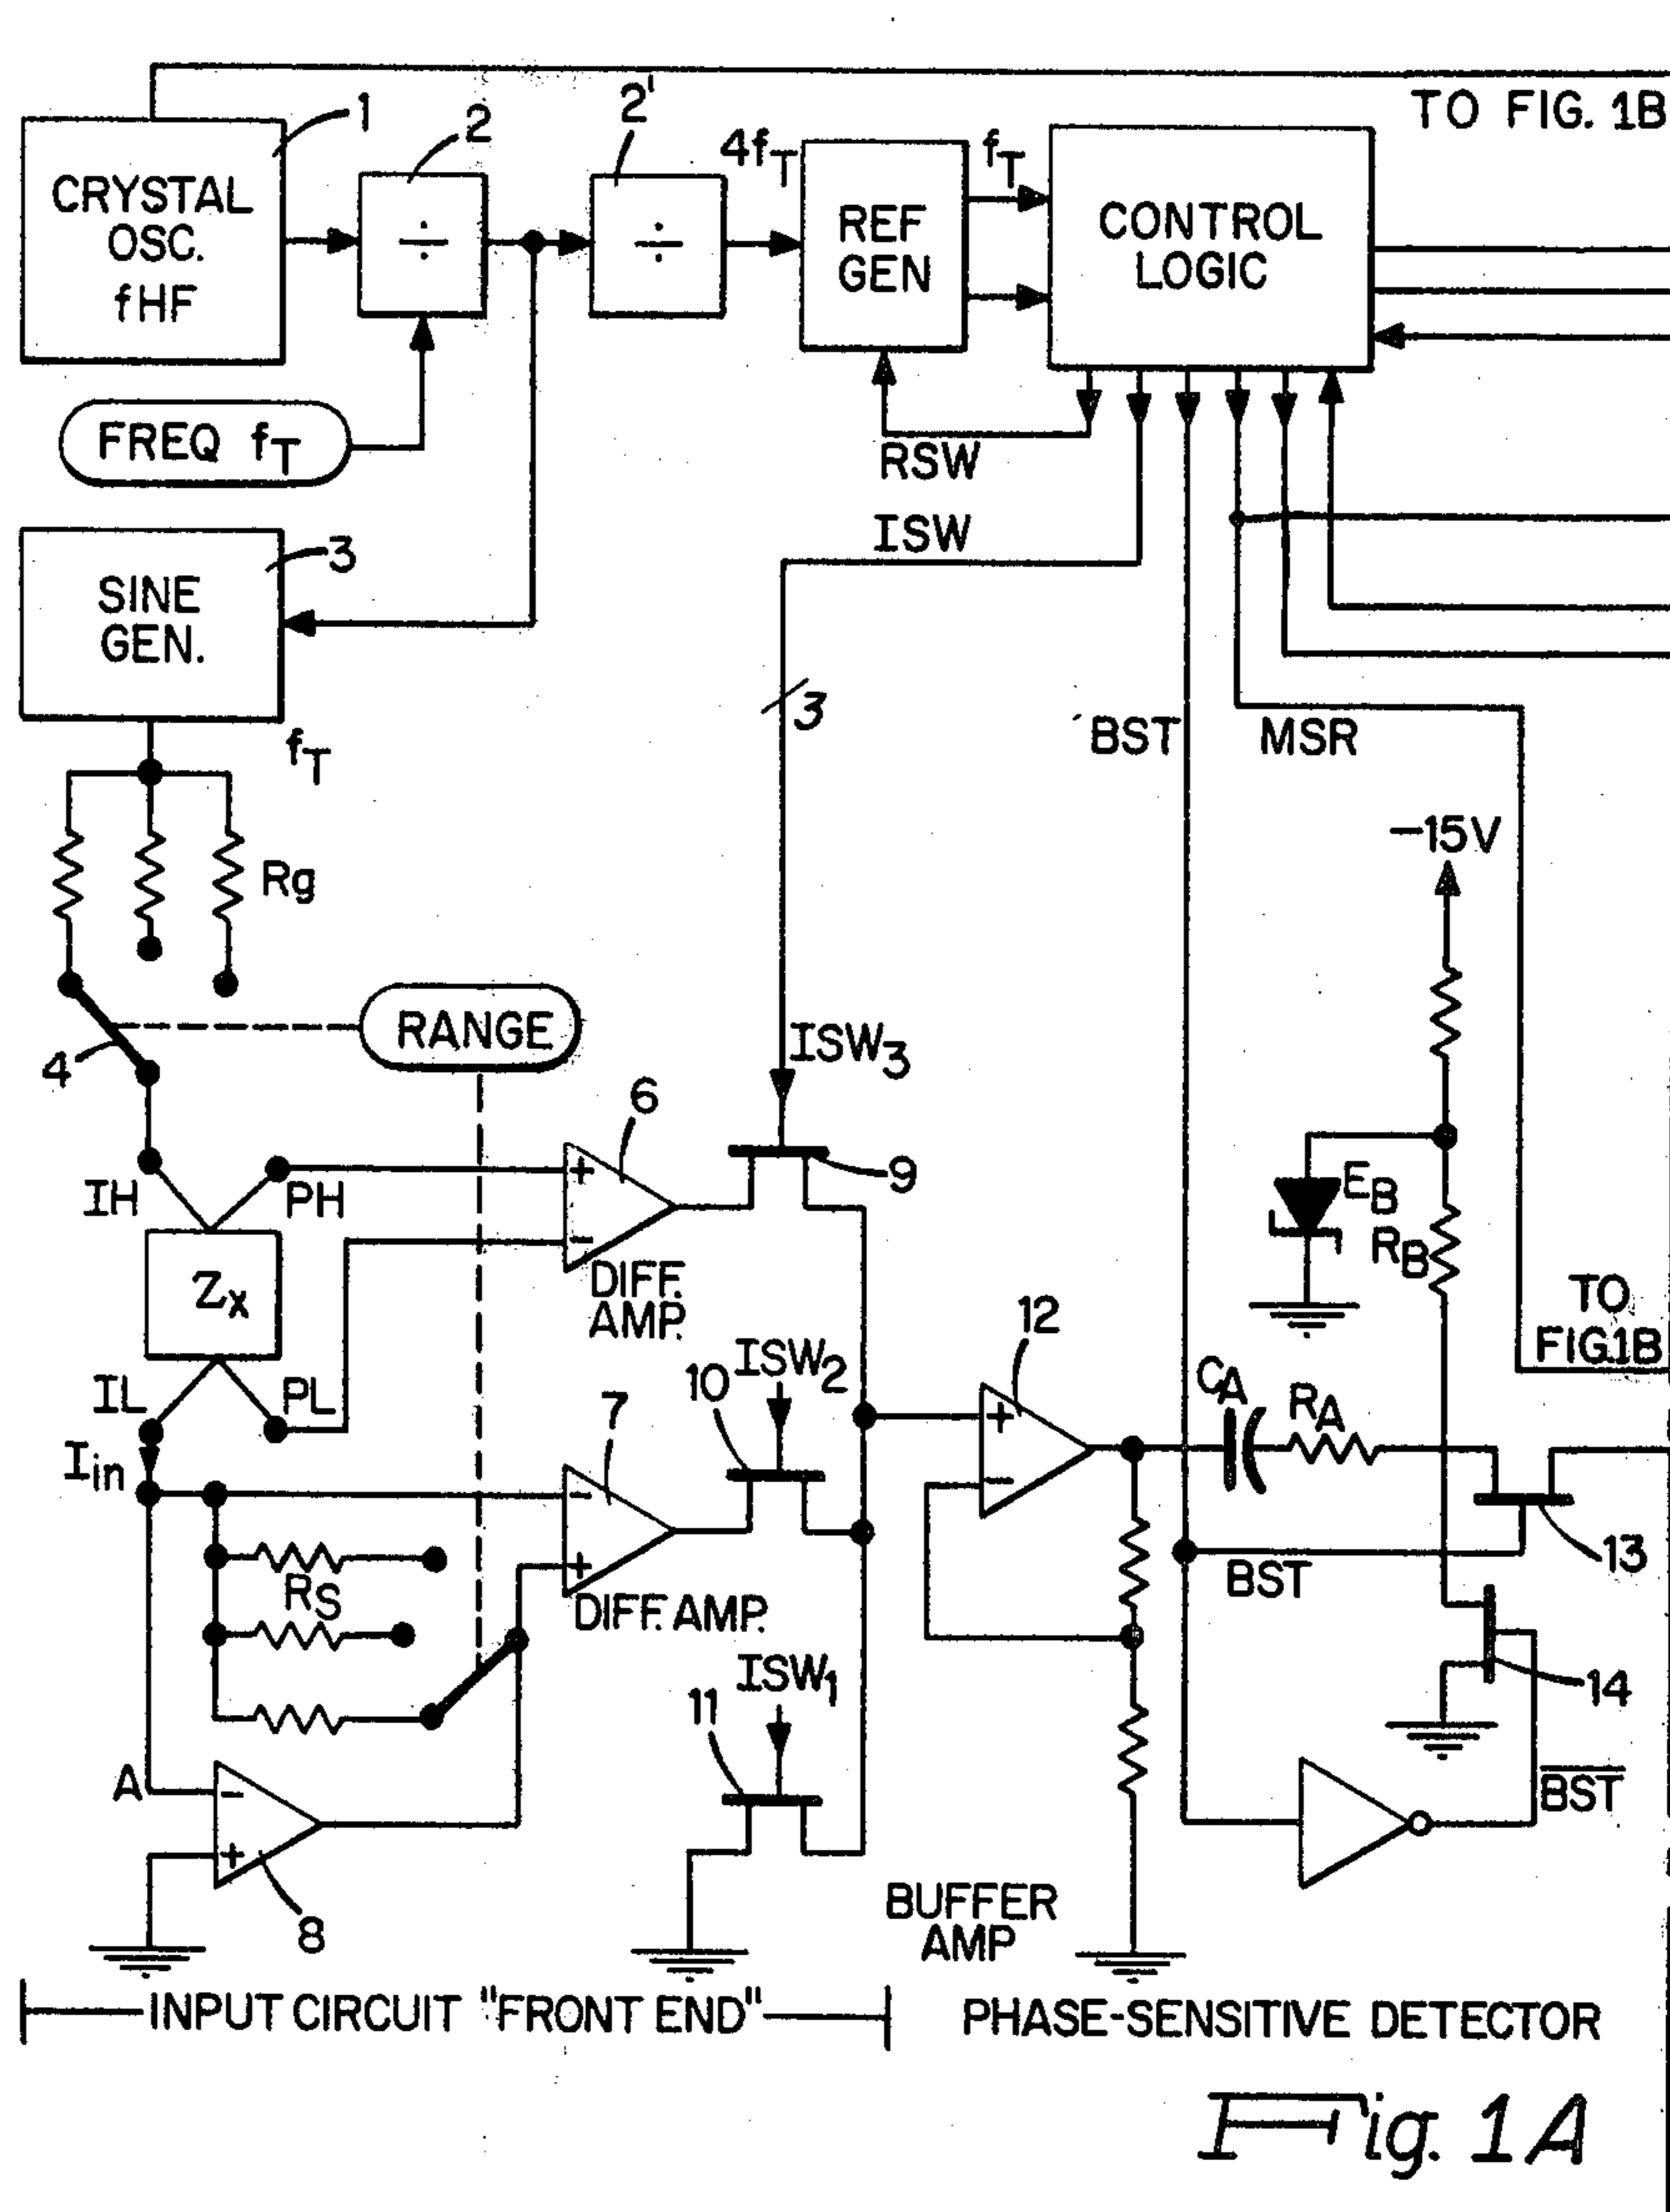 TO FIG. 1B
1
2
2'
CRYSTAL
OSC.
fHF
÷
÷
4fT
REF
GEN
fT
CONTROL
LOGIC
FREQ fT
RSW
ISW
SINE
GEN.
3
3
BST
MSR
fT
-15V
Rg
RANGE
4
ISW3
6
9
IH
PH
+
-
EB
RB
Zx
DIFF.
AMP.
12
TO
FIG.1B
ISW2
10
IL
PL
7
CA
RA
Iin
-
+
+
-
13
RS
DIFF. AMP.
BST
ISW1
14
11
A
-
+
BST
8
BUFFER
AMP
INPUT CIRCUIT "FRONT END"
PHASE-SENSITIVE DETECTOR
Fig. 1A